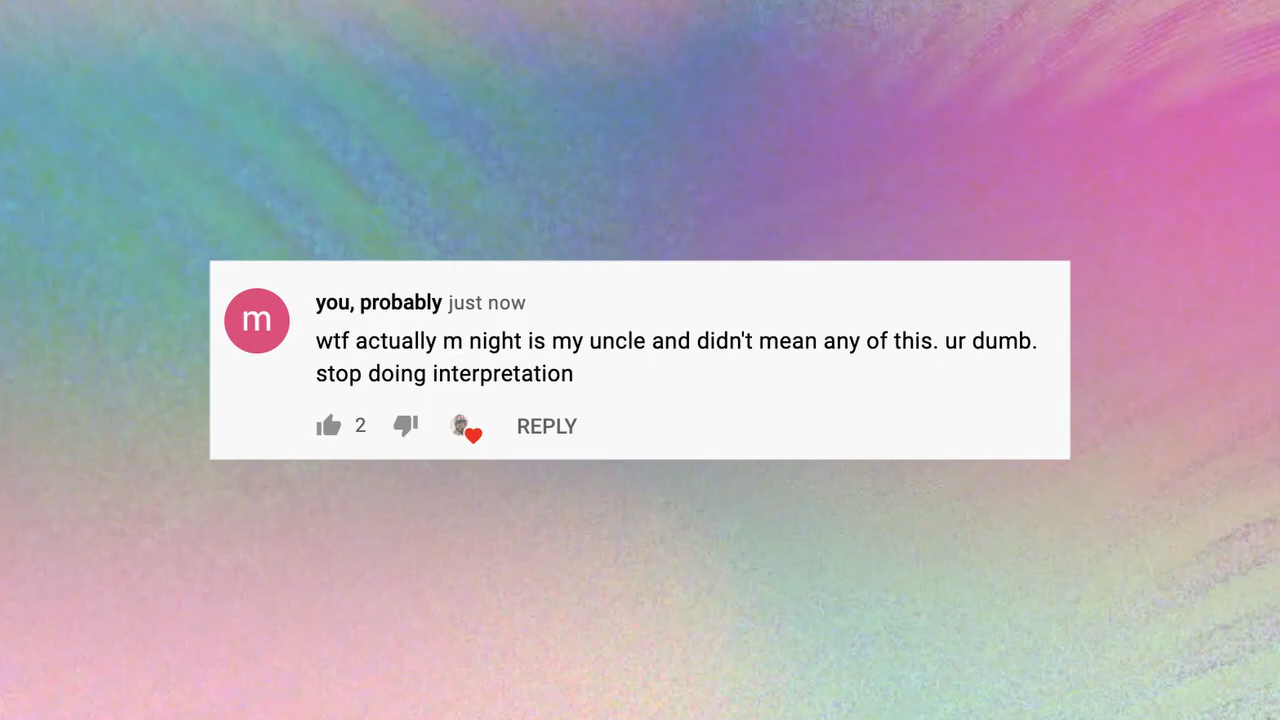 m
you, probably just now
wtf actually m night is my uncle and didn't mean any of this. ur dumb.
stop doing interpretation
2 REPLY